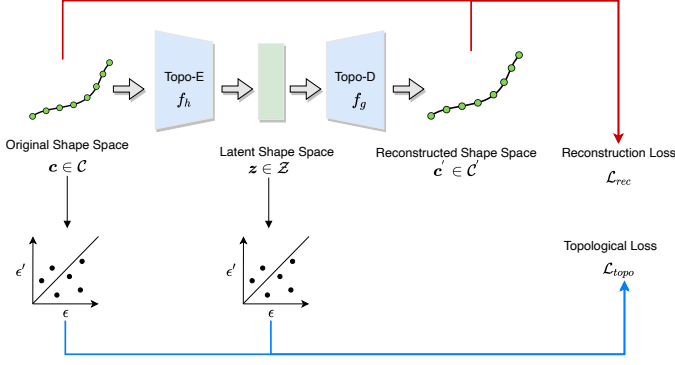 Topo-E
f_h
Topo-D
f_g
Original Shape Space
c ∈ C
Latent Shape Space
z ∈ Z
Reconstructed Shape Space
c′ ∈ C′
Reconstruction Loss
L_rec
Topological Loss
L_topo
ϵ′
ϵ
ϵ′
ϵ